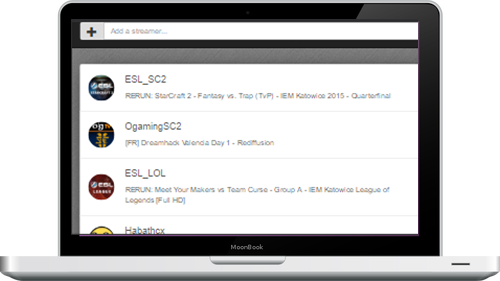 Add a streamer...
ESL_SC2
RERUN: StarCraft 2 - Fantasy vs. Trap (TvP) - IEM Katowice 2015 - Quarterfinal
OgamingSC2
[FR] Dreamhack Valencia Day 1 - Rediffusion
ESL_LOL
RERUN: Meet Your Makers vs Team Curse - Group A - IEM Katowice League of
Legends [Full HD]
Habathcx
MoonBook